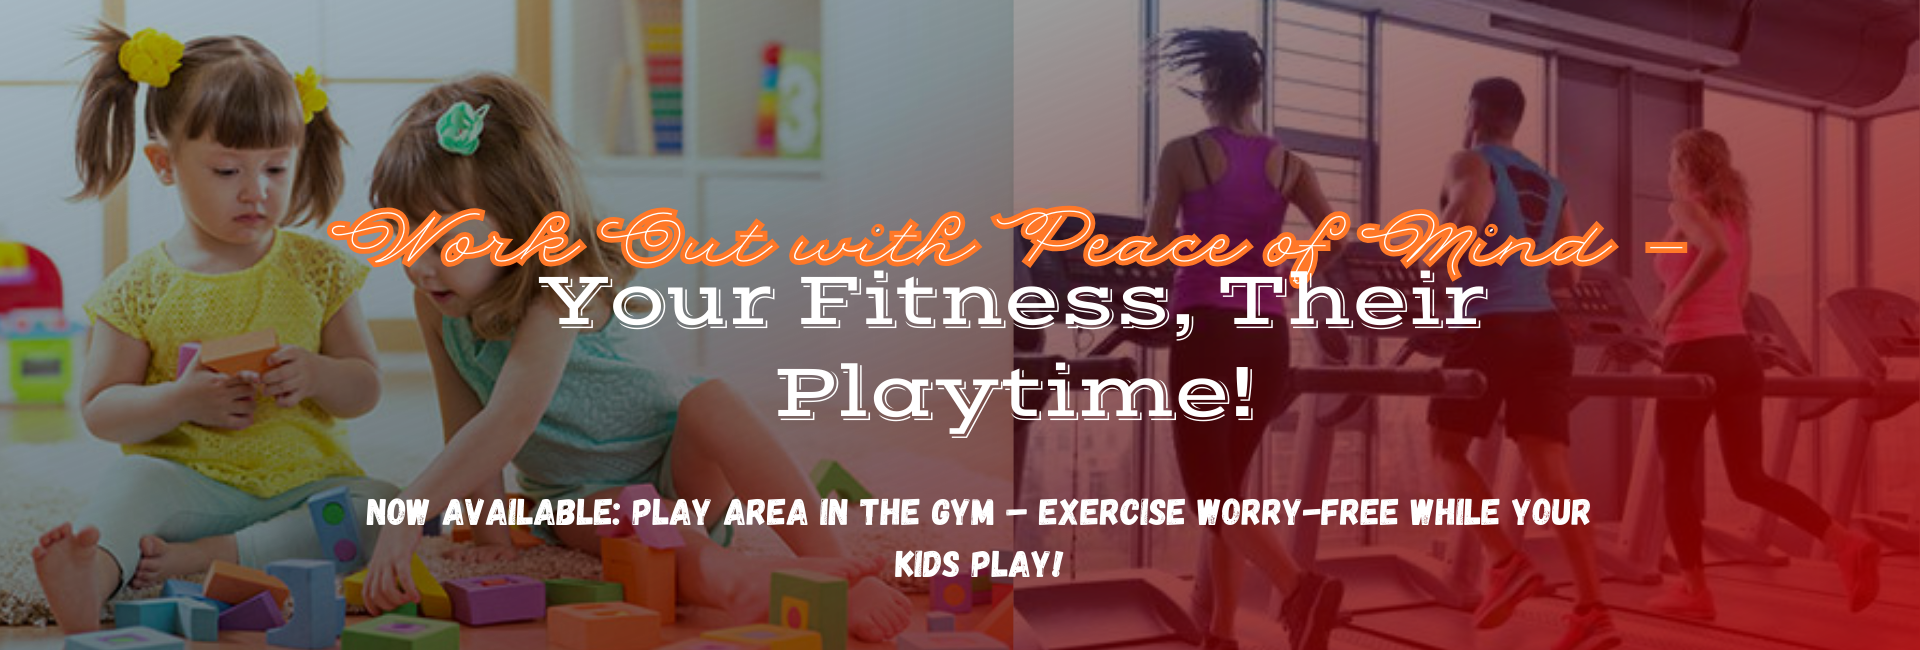 Work Out with Peace of Mind –
Your Fitness, Their
Playtime!
NOW AVAILABLE: PLAY AREA IN THE GYM – EXERCISE WORRY-FREE WHILE YOUR
KIDS PLAY!
3